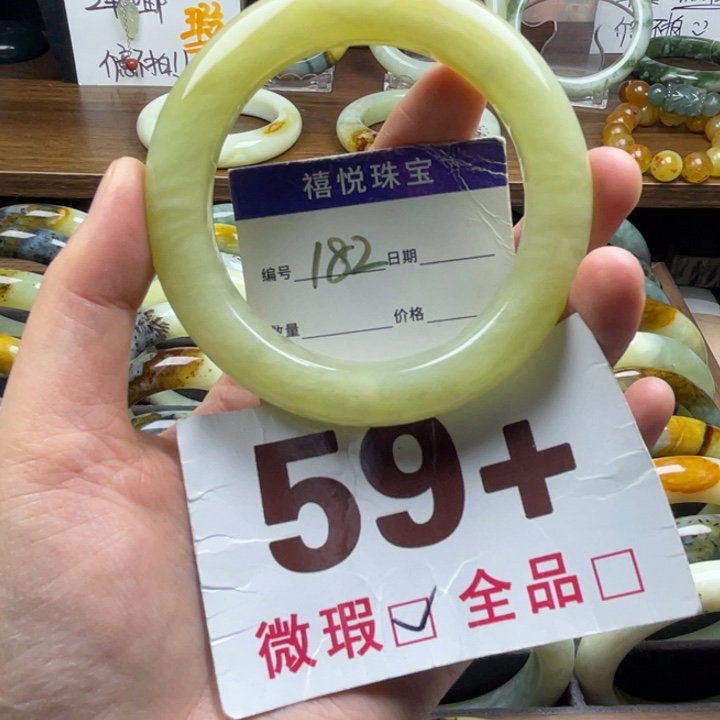 禧悦珠宝
编号 182 日期
数量 价格
59+
微瑕☑ 全品□